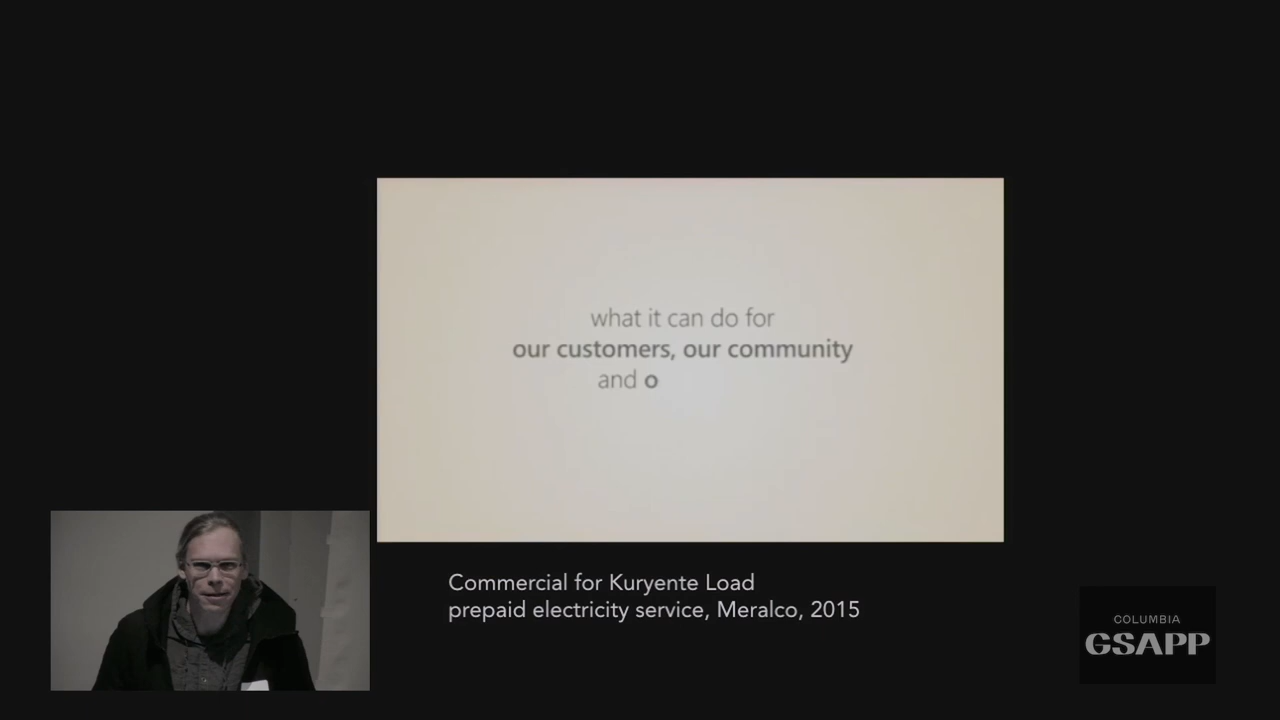 what it can do for
our customers, our community
and o
Commercial for Kuryente Load
prepaid electricity service, Meralco, 2015
COLUMBIA
GSAPP